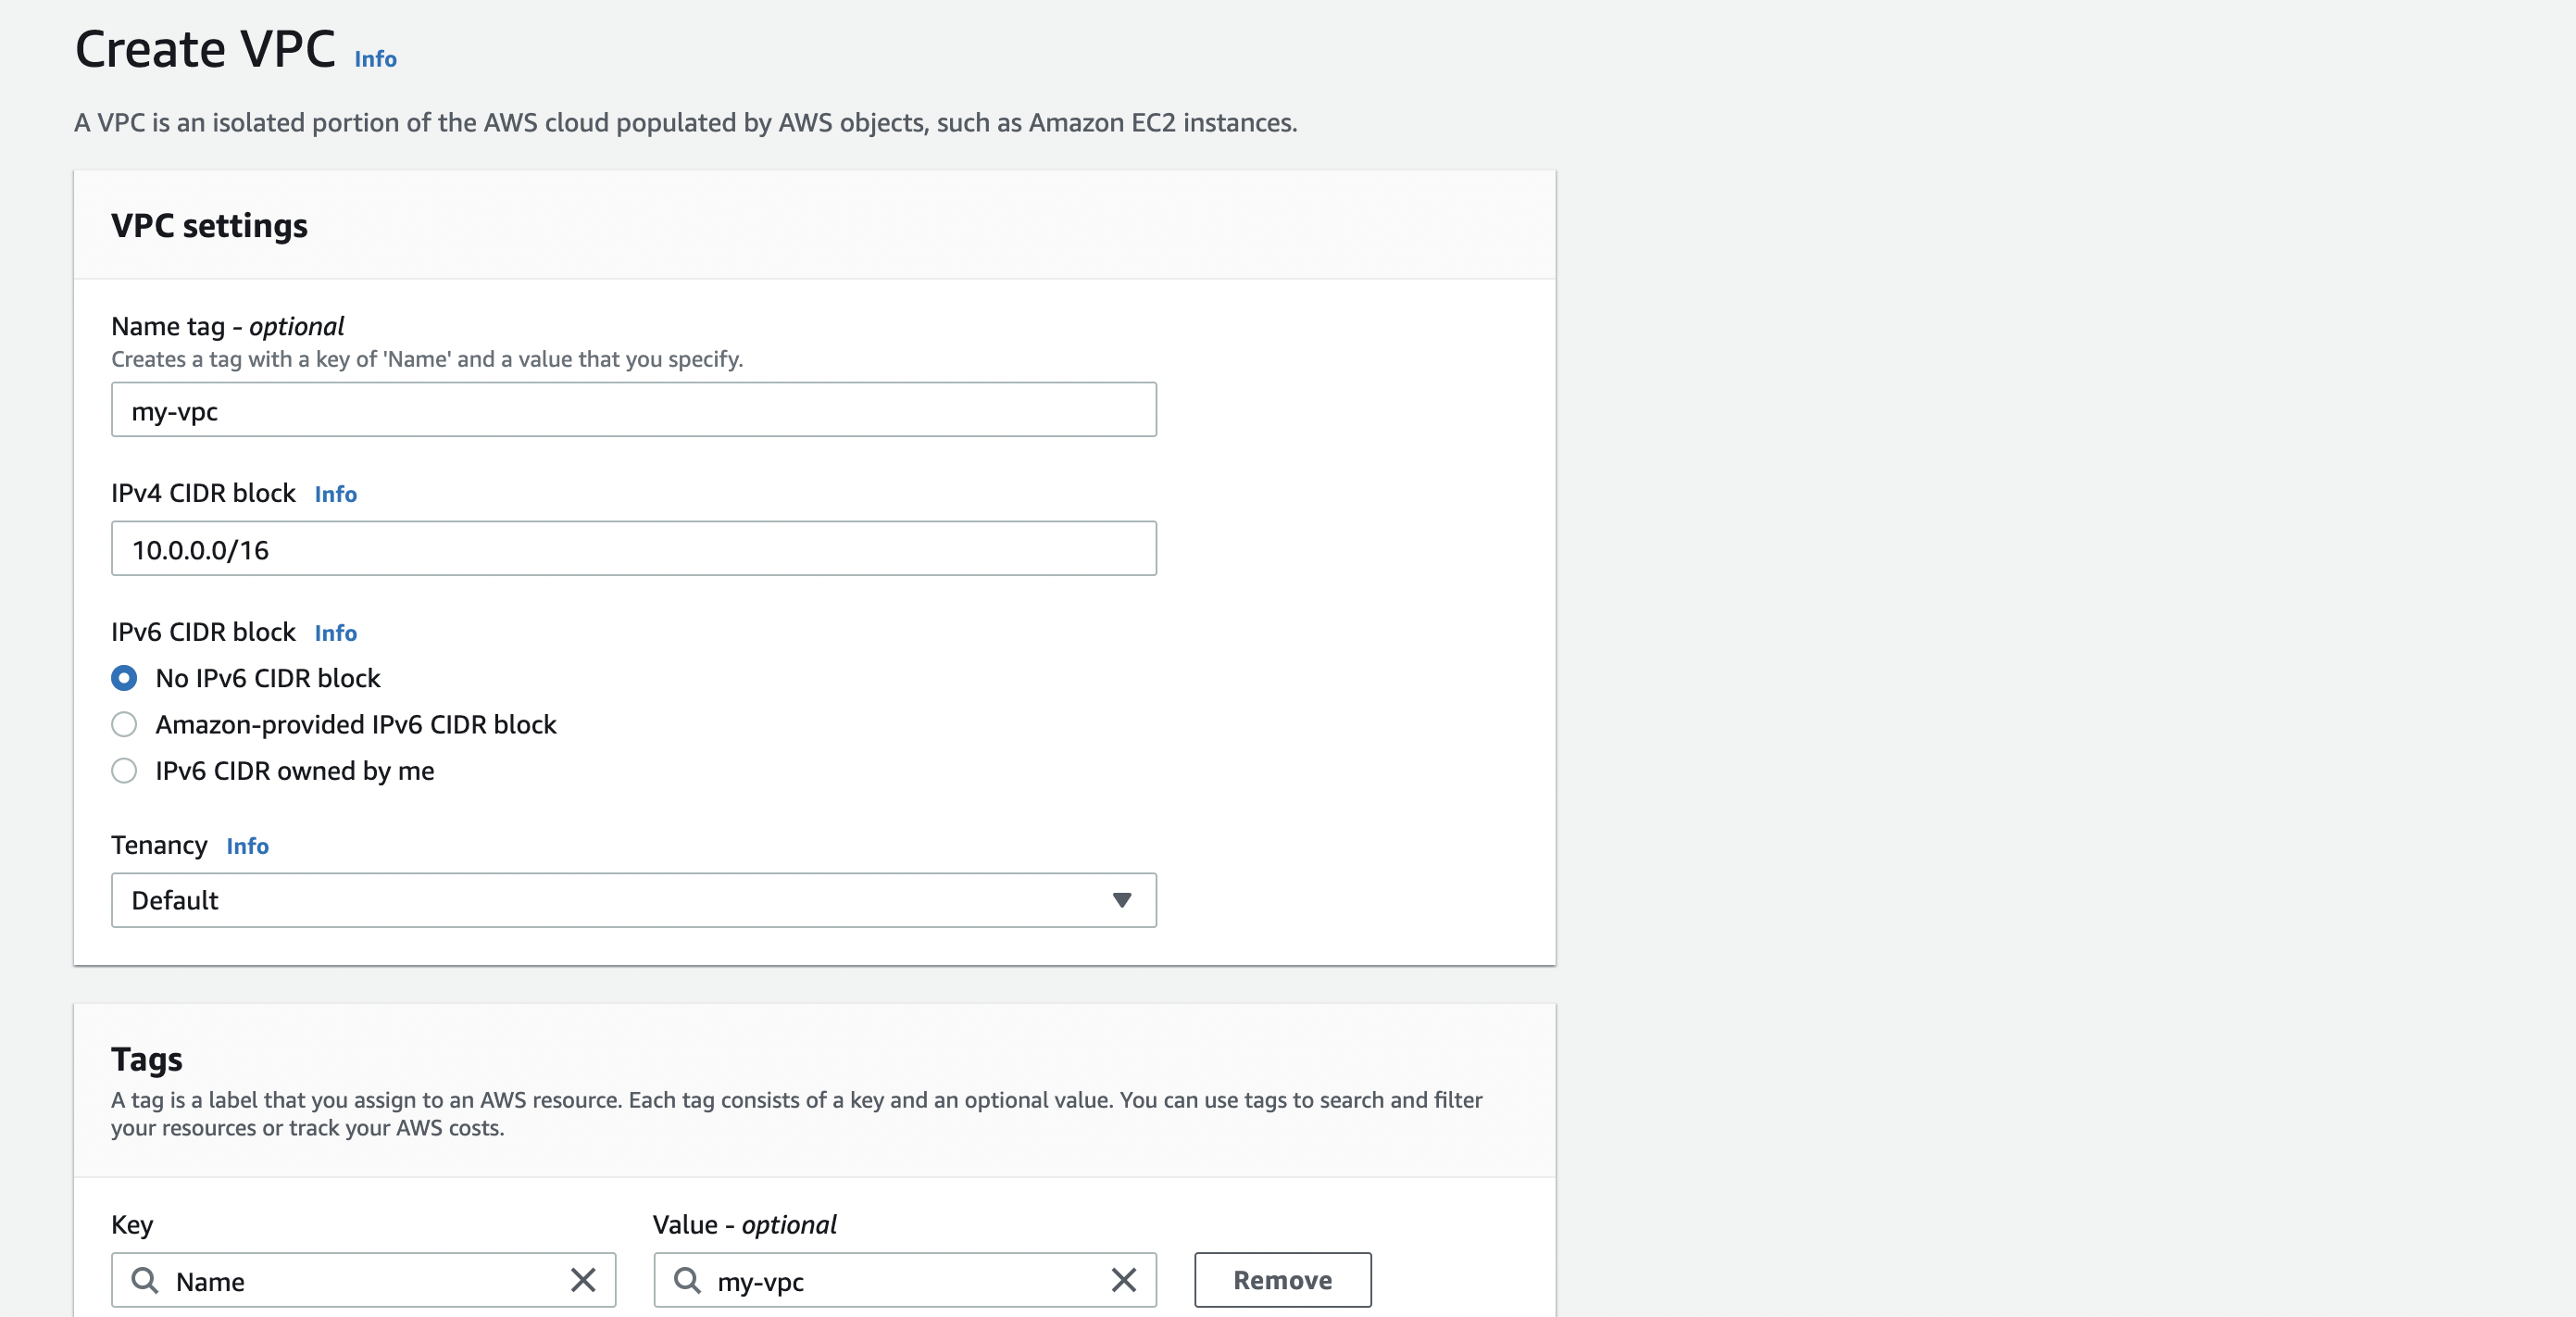 Create VPC Info
A VPC is an isolated portion of the AWS cloud populated by AWS objects, such as Amazon EC2 instances.
VPC settings
Name tag - optional
Creates a tag with a key of 'Name' and a value that you specify.
my-vpc
IPv4 CIDR block Info
10.0.0.0/16
IPv6 CIDR block Info
No IPv6 CIDR block
Amazon-provided IPv6 CIDR block
IPv6 CIDR owned by me
Tenancy Info
Default
Tags
A tag is a label that you assign to an AWS resource. Each tag consists of a key and an optional value. You can use tags to search and filter
your resources or track your AWS costs.
Key Value - optional
Name my-vpc Remove